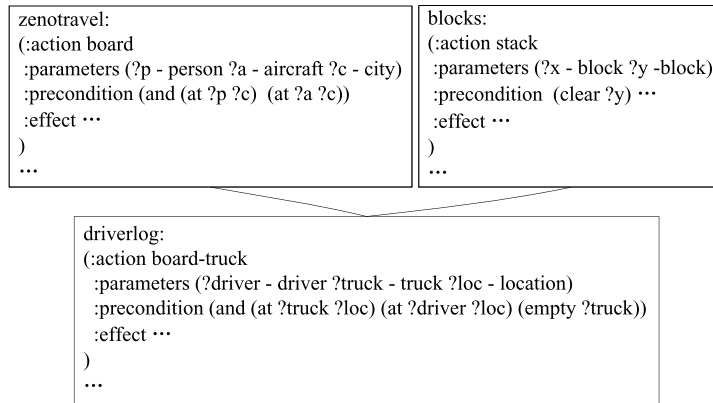 zenotravel:
(:action board
:parameters (?p - person ?a - aircraft ?c - city)
:precondition (and (at ?p ?c) (at ?a ?c))
:effect ⋯
)
⋯
blocks:
(:action stack
:parameters (?x - block ?y -block)
:precondition (clear ?y) ⋯
:effect ⋯
)
⋯
driverlog:
(:action board-truck
:parameters (?driver - driver ?truck - truck ?loc - location)
:precondition (and (at ?truck ?loc) (at ?driver ?loc) (empty ?truck))
:effect ⋯
)
⋯